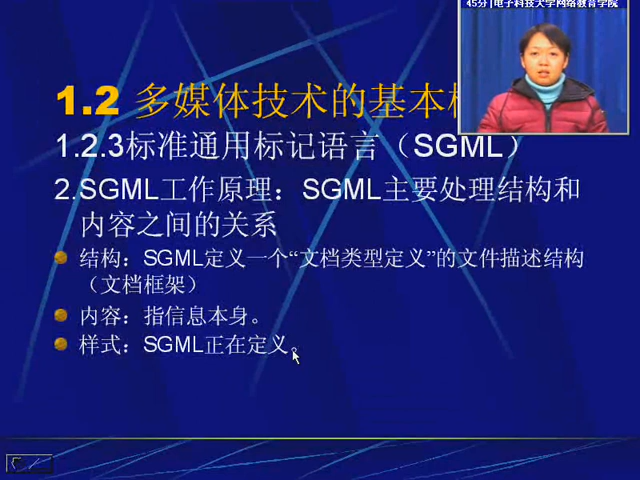 45分 | 电子科技大学网络教育学院
1.2 多媒体技术的基本
1.2.3标准通用标记语言（SGML）
2.SGML工作原理：SGML主要处理结构和
内容之间的关系
结构：SGML定义一个“文档类型定义”的文件描述结构
（文档框架）
内容：指信息本身。
样式：SGML正在定义。